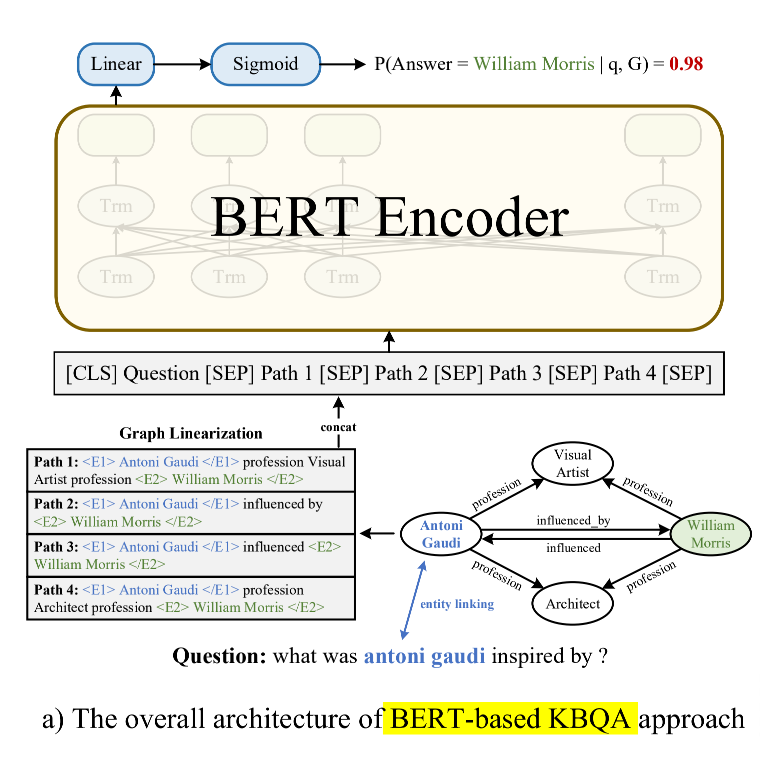 Linear
Sigmoid
P(Answer = William Morris | q, G) = 0.98
Trm Trm Trm Trm
BERT Encoder
Trm Trm Trm Trm
[CLS] Question [SEP] Path 1 [SEP] Path 2 [SEP] Path 3 [SEP] Path 4 [SEP]
concat
Graph Linearization
Path 1: <E1> Antoni Gaudi </E1> profession Visual
Artist profession <E2> William Morris </E2>
Path 2: <E1> Antoni Gaudi </E1> influenced by
<E2> William Morris </E2>
Path 3: <E1> Antoni Gaudi </E1> influenced <E2>
William Morris </E2>
Path 4: <E1> Antoni Gaudi </E1> profession
Architect profession <E2> William Morris </E2>
Visual
Artist
profession
profession
Antoni
Gaudi
influenced_by
influenced
William
Morris
profession
profession
Architect
entity linking
Question: what was antoni gaudi inspired by ?
a) The overall architecture of BERT-based KBQA approach